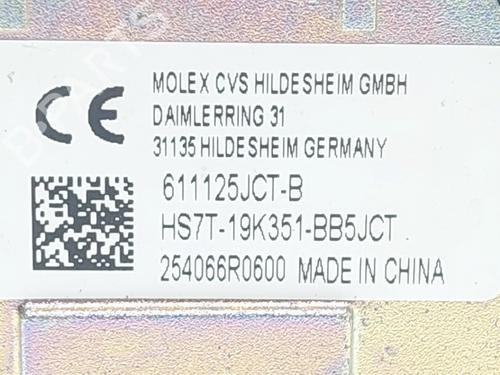 MOLEX CVS HILDESHEIM GMBH
DAIMLERRING 31
31135 HILDESHEIM GERMANY
611125JCT-B
HS7T-19K351-BB5JCT
254066R0600 MADE IN CHINA
CE